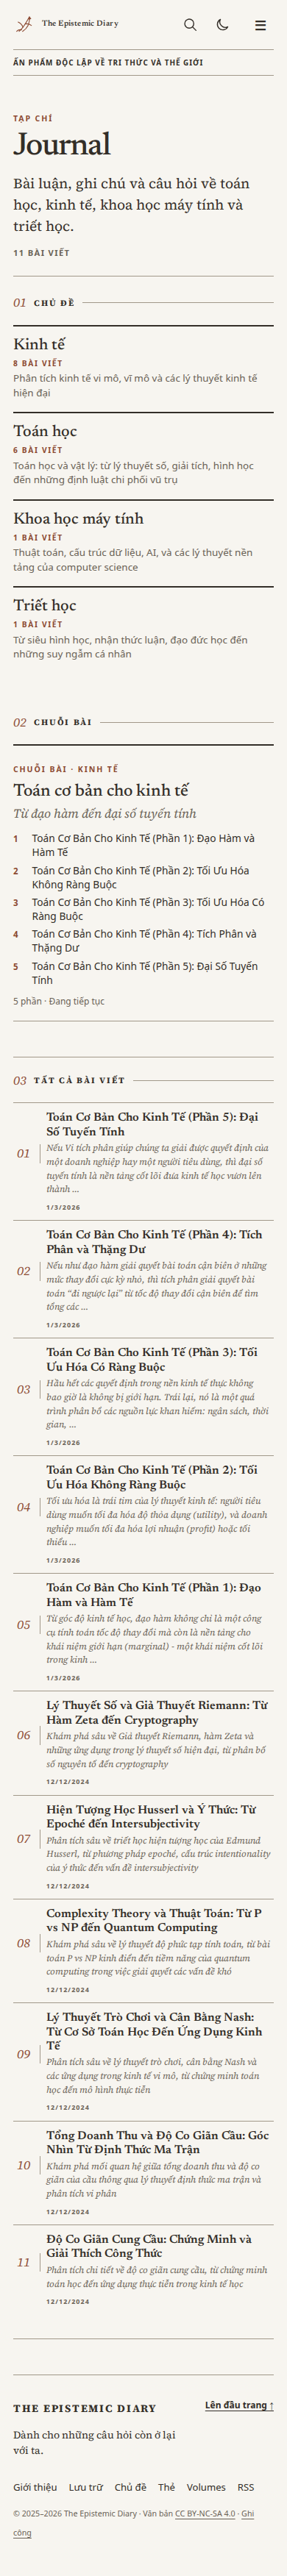 The Epistemic Diary
ẤN PHẨM ĐỘC LẬP VỀ TRI THỨC VÀ THẾ GIỚI
TẠP CHÍ
Journal
Bài luận, ghi chú và câu hỏi về toán
học, kinh tế, khoa học máy tính và
triết học.
11 BÀI VIẾT
01 CHỦ ĐỀ
Kinh tế
8 BÀI VIẾT
Phân tích kinh tế vi mô, vĩ mô và các lý thuyết kinh tế
hiện đại
Toán học
6 BÀI VIẾT
Toán học và vật lý: từ lý thuyết số, giải tích, hình học
đến những định luật chi phối vũ trụ
Khoa học máy tính
1 BÀI VIẾT
Thuật toán, cấu trúc dữ liệu, AI, và các lý thuyết nền
tảng của computer science
Triết học
1 BÀI VIẾT
Từ siêu hình học, nhận thức luận, đạo đức học đến
những suy ngẫm cá nhân
02 CHUỖI BÀI
CHUỖI BÀI · KINH TẾ
Toán cơ bản cho kinh tế
Từ đạo hàm đến đại số tuyến tính
1 Toán Cơ Bản Cho Kinh Tế (Phần 1): Đạo Hàm và
Hàm Tế
2 Toán Cơ Bản Cho Kinh Tế (Phần 2): Tối Ưu Hóa
Không Ràng Buộc
3 Toán Cơ Bản Cho Kinh Tế (Phần 3): Tối Ưu Hóa Có
Ràng Buộc
4 Toán Cơ Bản Cho Kinh Tế (Phần 4): Tích Phân và
Thặng Dư
5 Toán Cơ Bản Cho Kinh Tế (Phần 5): Đại Số Tuyến
Tính
5 phần · Đang tiếp tục
03 TẤT CẢ BÀI VIẾT
Toán Cơ Bản Cho Kinh Tế (Phần 5): Đại
Số Tuyến Tính
01 Nếu Vi tích phân giúp chúng ta giải được quyết định của
một doanh nghiệp hay một người tiêu dùng, thì đại số
tuyến tính là nền tảng cốt lõi đưa kinh tế học vươn lên
thành ...
1/3/2026
Toán Cơ Bản Cho Kinh Tế (Phần 4): Tích
Phân và Thặng Dư
02 Nếu như đạo hàm giải quyết bài toán cận biên ở những
mức thay đổi cực kỳ nhỏ, thì tích phân giải quyết bài
toán “đi ngược lại” từ tốc độ thay đổi cận biên để tìm
tổng các ...
1/3/2026
Toán Cơ Bản Cho Kinh Tế (Phần 3): Tối
Ưu Hóa Có Ràng Buộc
03 Hầu hết các quyết định trong nền kinh tế thực không
bao giờ là không bị giới hạn. Trái lại, nó là một quá
trình phân bổ các nguồn lực khan hiếm: ngân sách, thời
gian, ...
1/3/2026
Toán Cơ Bản Cho Kinh Tế (Phần 2): Tối
Ưu Hóa Không Ràng Buộc
04 Tối ưu hóa là trái tim của lý thuyết kinh tế: người tiêu
dùng muốn tối đa hóa độ thỏa dụng (utility), và doanh
nghiệp muốn tối đa hóa lợi nhuận (profit) hoặc tối
thiểu ...
1/3/2026
Toán Cơ Bản Cho Kinh Tế (Phần 1): Đạo
Hàm và Hàm Tế
05 Từ góc độ kinh tế học, đạo hàm không chỉ là một công
cụ tính toán tốc độ thay đổi mà còn là nền tảng cho
khái niệm giới hạn (marginal) - một khái niệm cốt lõi
trong kinh ...
1/3/2026
Lý Thuyết Số và Giả Thuyết Riemann: Từ
Hàm Zeta đến Cryptography
06 Khám phá sâu về Giả thuyết Riemann, hàm Zeta và
những ứng dụng trong lý thuyết số hiện đại, từ phân bố
số nguyên tố đến cryptography
12/12/2024
Hiện Tượng Học Husserl và Ý Thức: Từ
Epoché đến Intersubjectivity
07 Phân tích sâu về triết học hiện tượng học của Edmund
Husserl, từ phương pháp epoché, cấu trúc intentionality
của ý thức đến vấn đề intersubjectivity
12/12/2024
Complexity Theory và Thuật Toán: Từ P
vs NP đến Quantum Computing
08 Khám phá sâu về lý thuyết độ phức tạp tính toán, từ bài
toán P vs NP kinh điển đến tiềm năng của quantum
computing trong việc giải quyết các vấn đề khó
12/12/2024
Lý Thuyết Trò Chơi và Cân Bằng Nash:
Từ Cơ Sở Toán Học Đến Ứng Dụng Kinh
Tế
09 Phân tích sâu về lý thuyết trò chơi, cân bằng Nash và
các ứng dụng trong kinh tế vi mô, từ chứng minh toán
học đến mô hình thực tiễn
12/12/2024
Tổng Doanh Thu và Độ Co Giãn Cầu: Góc
Nhìn Từ Định Thức Ma Trận
10 Khám phá mối quan hệ giữa tổng doanh thu và độ co
giãn của cầu thông qua lý thuyết định thức ma trận và
phân tích vi phân
12/12/2024
Độ Co Giãn Cung Cầu: Chứng Minh và
Giải Thích Công Thức
11 Phân tích chi tiết về độ co giãn cung cầu, từ chứng minh
toán học đến ứng dụng thực tiễn trong kinh tế học
12/12/2024
THE EPISTEMIC DIARY
Lên đầu trang ↑
Dành cho những câu hỏi còn ở lại
với ta.
Giới thiệu Lưu trữ Chủ đề Thẻ Volumes RSS
© 2025–2026 The Epistemic Diary · Văn bản CC BY-NC-SA 4.0 · Ghi
công